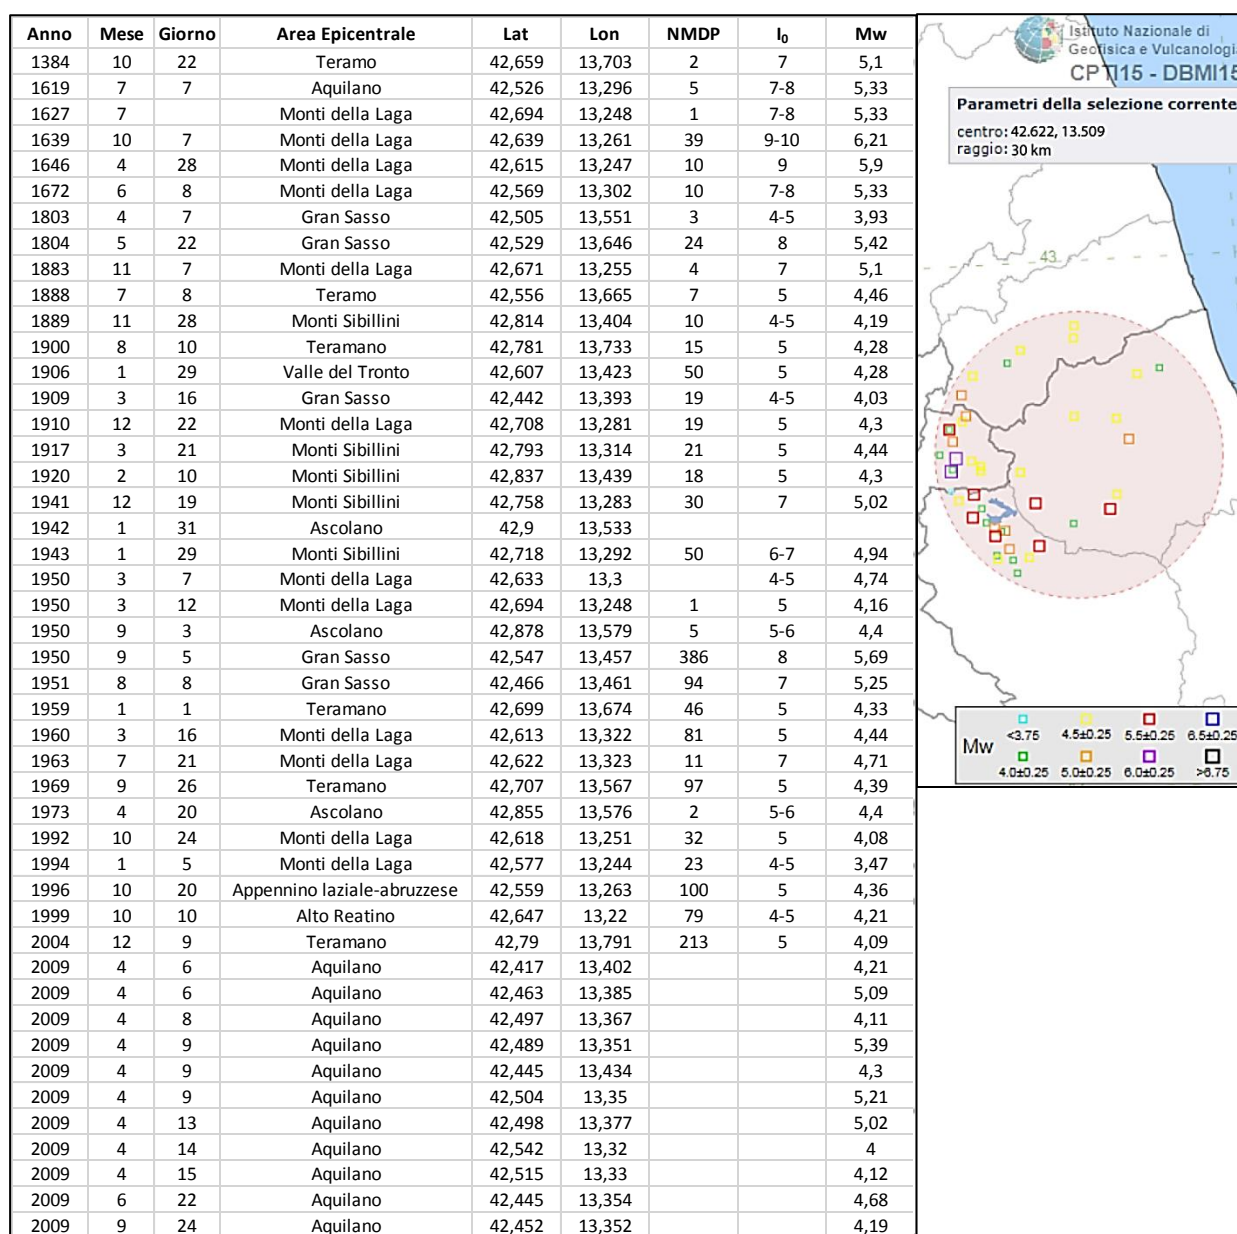 Anno Mese Giorno Area Epicentrale Lat Lon NMDP I₀ Mw
1384 10 22 Teramo 42,659 13,703 2 7 5,1
1619 7 7 Aquilano 42,526 13,296 5 7-8 5,33
1627 7 Monti della Laga 42,694 13,248 1 7-8 5,33
1639 10 7 Monti della Laga 42,639 13,261 39 9-10 6,21
1646 4 28 Monti della Laga 42,615 13,247 10 9 5,9
1672 6 8 Monti della Laga 42,569 13,302 10 7-8 5,33
1803 4 7 Gran Sasso 42,505 13,551 3 4-5 3,93
1804 5 22 Gran Sasso 42,529 13,646 24 8 5,42
1883 11 7 Monti della Laga 42,671 13,255 4 7 5,1
1888 7 8 Teramo 42,556 13,665 7 5 4,46
1889 11 28 Monti Sibillini 42,814 13,404 10 4-5 4,19
1900 8 10 Teramano 42,781 13,733 15 5 4,28
1906 1 29 Valle del Tronto 42,607 13,423 50 5 4,28
1909 3 16 Gran Sasso 42,442 13,393 19 4-5 4,03
1910 12 22 Monti della Laga 42,708 13,281 19 5 4,3
1917 3 21 Monti Sibillini 42,793 13,314 21 5 4,44
1920 2 10 Monti Sibillini 42,837 13,439 18 5 4,3
1941 12 19 Monti Sibillini 42,758 13,283 30 7 5,02
1942 1 31 Ascolano 42,9 13,533
1943 1 29 Monti Sibillini 42,718 13,292 50 6-7 4,94
1950 3 7 Monti della Laga 42,633 13,3 4-5 4,74
1950 3 12 Monti della Laga 42,694 13,248 1 5 4,16
1950 9 3 Ascolano 42,878 13,579 5 5-6 4,4
1950 9 5 Gran Sasso 42,547 13,457 386 8 5,69
1951 8 8 Gran Sasso 42,466 13,461 94 7 5,25
1959 1 1 Teramano 42,699 13,674 46 5 4,33
1960 3 16 Monti della Laga 42,613 13,322 81 5 4,44
1963 7 21 Monti della Laga 42,622 13,323 11 7 4,71
1969 9 26 Teramano 42,707 13,567 97 5 4,39
1973 4 20 Ascolano 42,855 13,576 2 5-6 4,4
1992 10 24 Monti della Laga 42,618 13,251 32 5 4,08
1994 1 5 Monti della Laga 42,577 13,244 23 4-5 3,47
1996 10 20 Appennino laziale-abruzzese 42,559 13,263 100 5 4,36
1999 10 10 Alto Reatino 42,647 13,22 79 4-5 4,21
2004 12 9 Teramano 42,79 13,791 213 5 4,09
2009 4 6 Aquilano 42,417 13,402 4,21
2009 4 6 Aquilano 42,463 13,385 5,09
2009 4 8 Aquilano 42,497 13,367 4,11
2009 4 9 Aquilano 42,489 13,351 5,39
2009 4 9 Aquilano 42,445 13,434 4,3
2009 4 9 Aquilano 42,504 13,35 5,21
2009 4 13 Aquilano 42,498 13,377 5,02
2009 4 14 Aquilano 42,542 13,32 4
2009 4 15 Aquilano 42,515 13,33 4,12
2009 6 22 Aquilano 42,445 13,354 4,68
2009 9 24 Aquilano 42,452 13,352 4,19
Istituto Nazionale di
Geofisica e Vulcanologia
CPTI15 - DBMI15
Parametri della selezione corrente
centro: 42.622, 13.509
raggio: 30 km
43
Mw
<3.75 4.5±0.25 5.5±0.25 6.5±0.25
4.0±0.25 5.0±0.25 6.0±0.25 >6.75